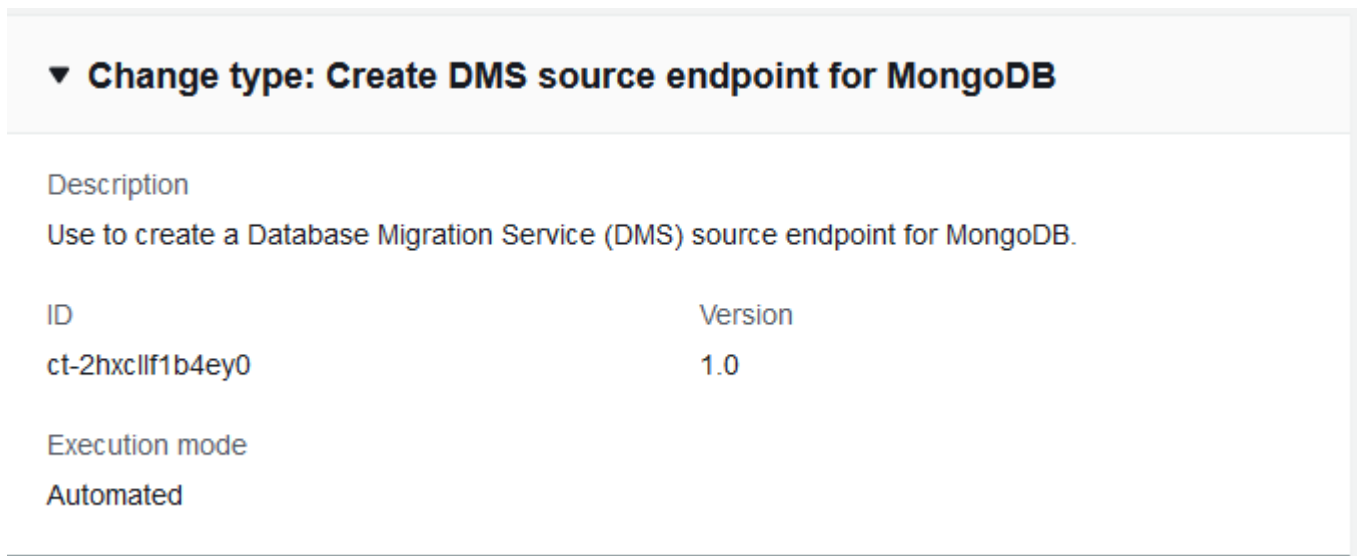 Change type: Create DMS source endpoint for MongoDB
Description
Use to create a Database Migration Service (DMS) source endpoint for MongoDB.
ID
Version
ct-2hxcllf1b4ey0
1.0
Execution mode
Automated